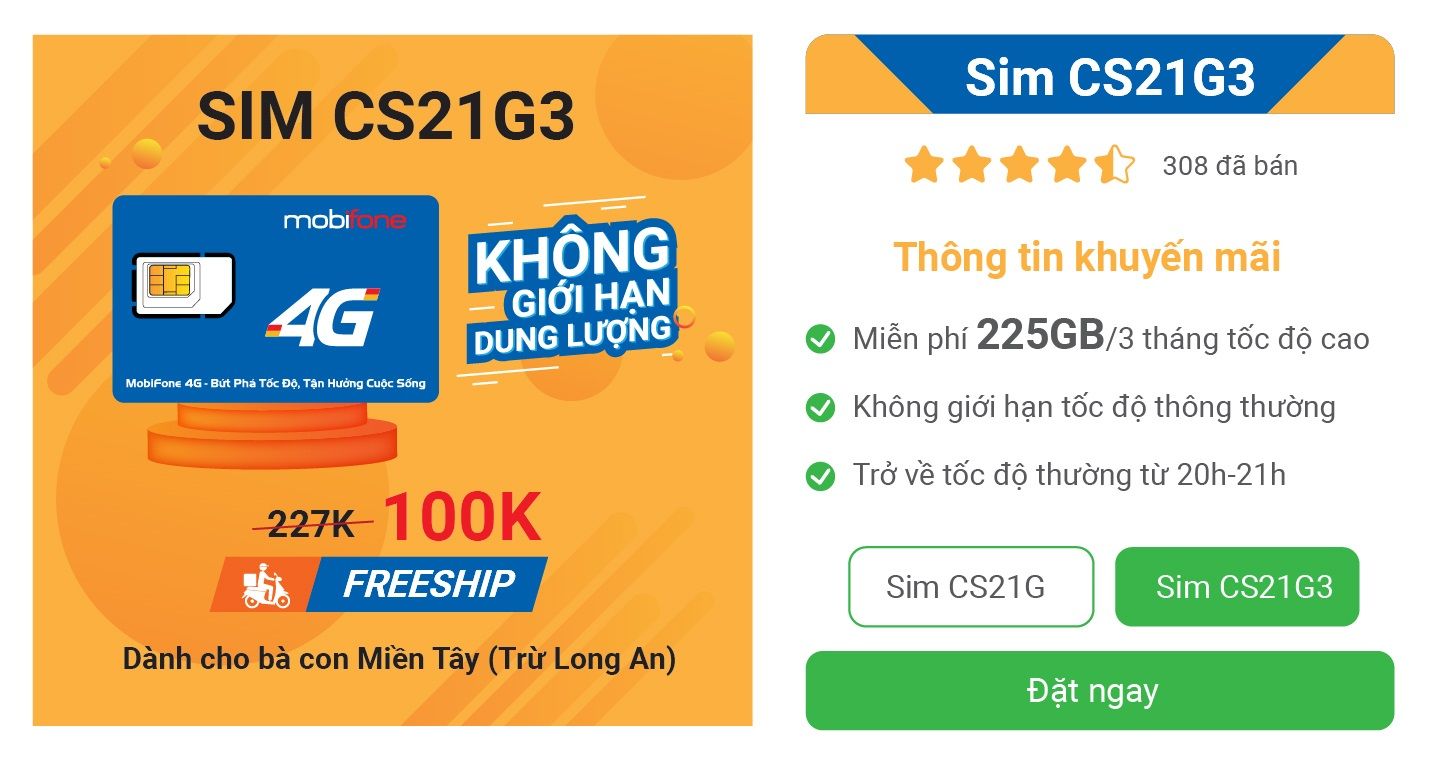 SIM CS21G3
mobifone
4G
MobiFone 4G - Bứt Phá Tốc Độ, Tận Hưởng Cuộc Sống
KHÔNG
GIỚI HẠN
DUNG LƯỢNG
227K 100K
FREESHIP
Dành cho bà con Miền Tây (Trừ Long An)
Sim CS21G3
308 đã bán
Thông tin khuyến mãi
Miễn phí 225GB/3 tháng tốc độ cao
Không giới hạn tốc độ thông thường
Trở về tốc độ thường từ 20h-21h
Sim CS21G
Sim CS21G3
Đặt ngay